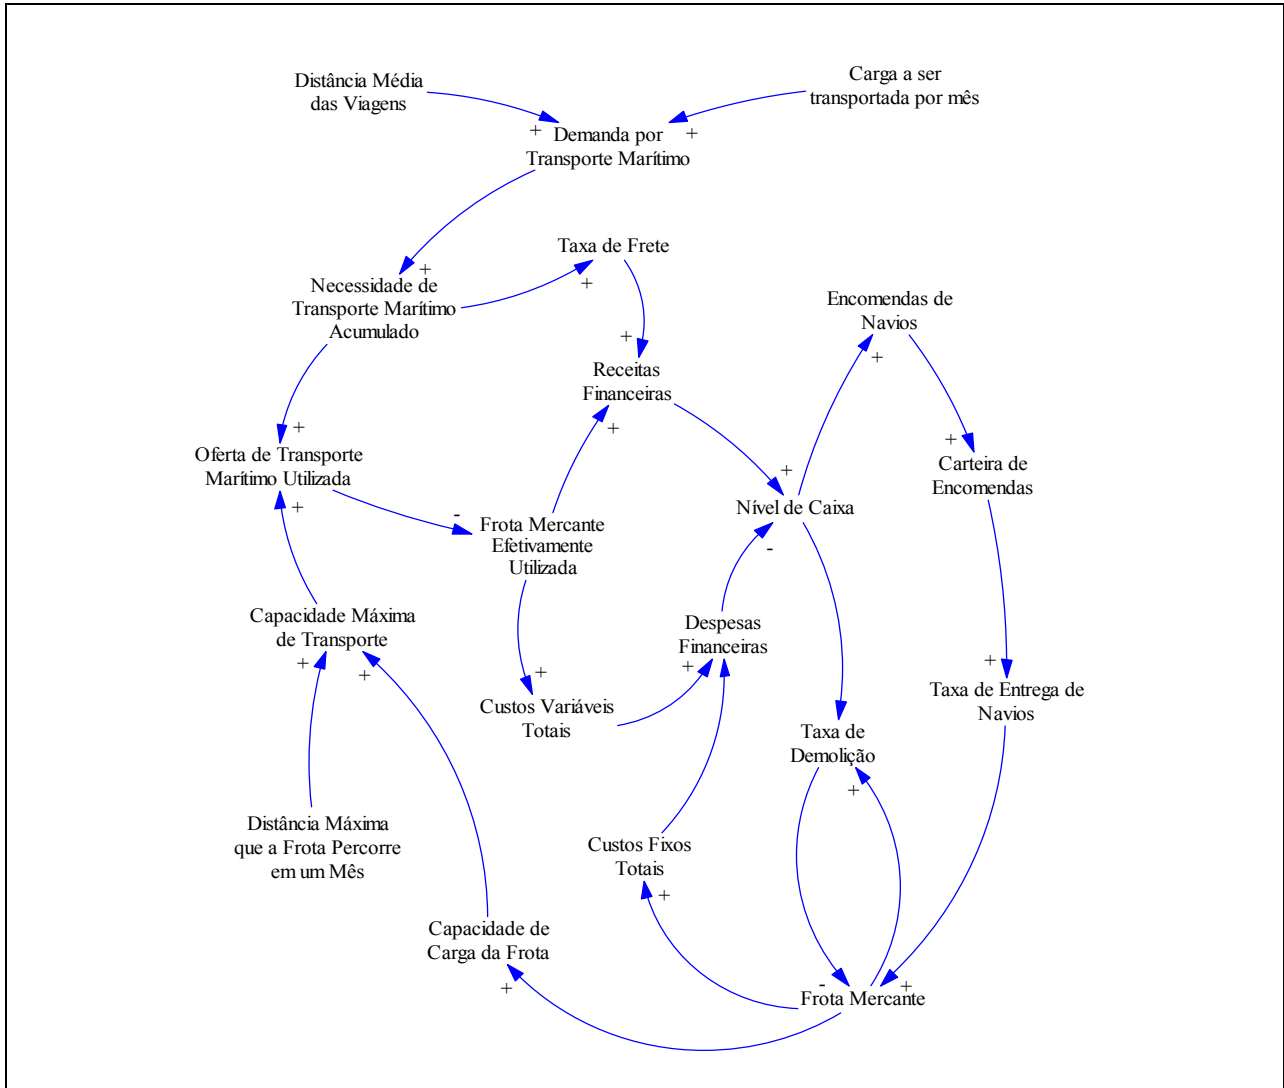 Distância Média
das Viagens
Carga a ser
transportada por mês
+
Demanda por
+
Transporte Marítimo
Taxa de Frete
+
+
Necessidade de
Transporte Marítimo
Acumulado
Encomendas de
Navios
+
+
Receitas
Financeiras
+
+
+
Oferta de Transporte
Marítimo Utilizada
+
Carteira de
Encomendas
+
Nível de Caixa
+
-
Frota Mercante
Efetivamente
Utilizada
-
Capacidade Máxima
de Transporte
+
+
Despesas
Financeiras
+
+
Custos Variáveis
Totais
+
Taxa de Entrega de
Navios
Taxa de
Demolição
+
Distância Máxima
que a Frota Percorre
em um Mês
Custos Fixos
Totais
+
Capacidade de
Carga da Frota
+
-
+
Frota Mercante